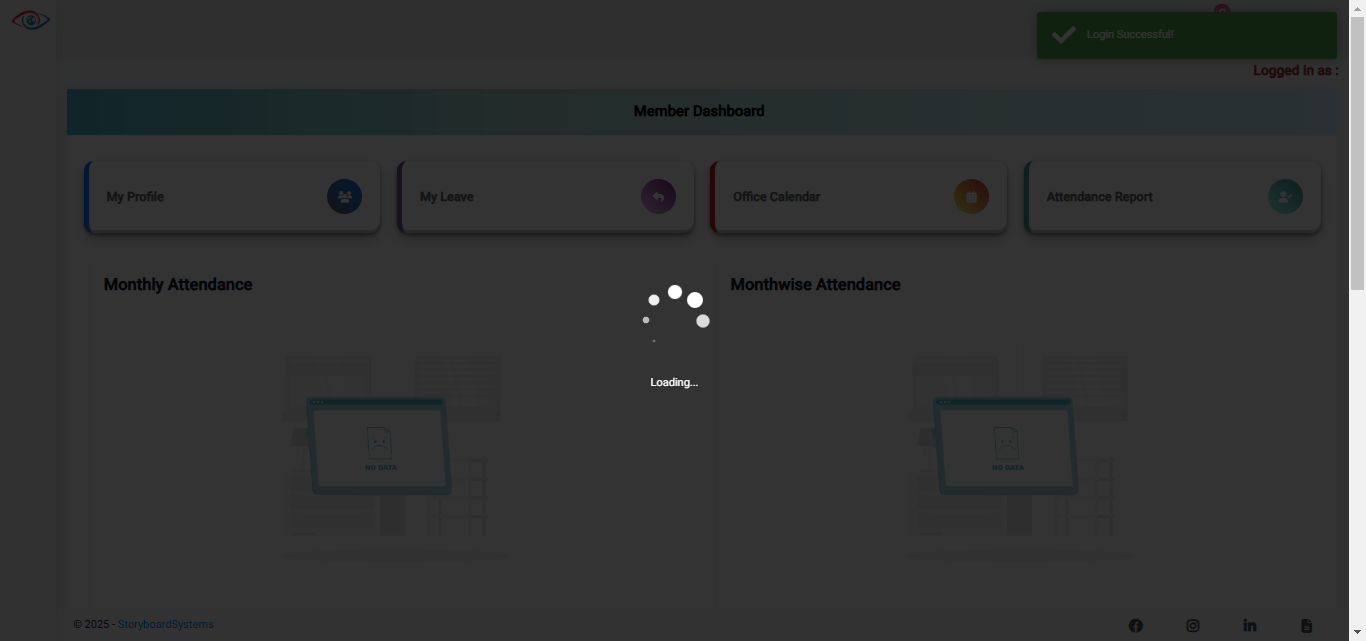 Login Successful!
Logged in as :
Member Dashboard
My Profile
My Leave
Office Calendar
Attendance Report
Monthly Attendance
Monthwise Attendance
Loading...
NO DATA
NO DATA
© 2025 - StoryboardSystems